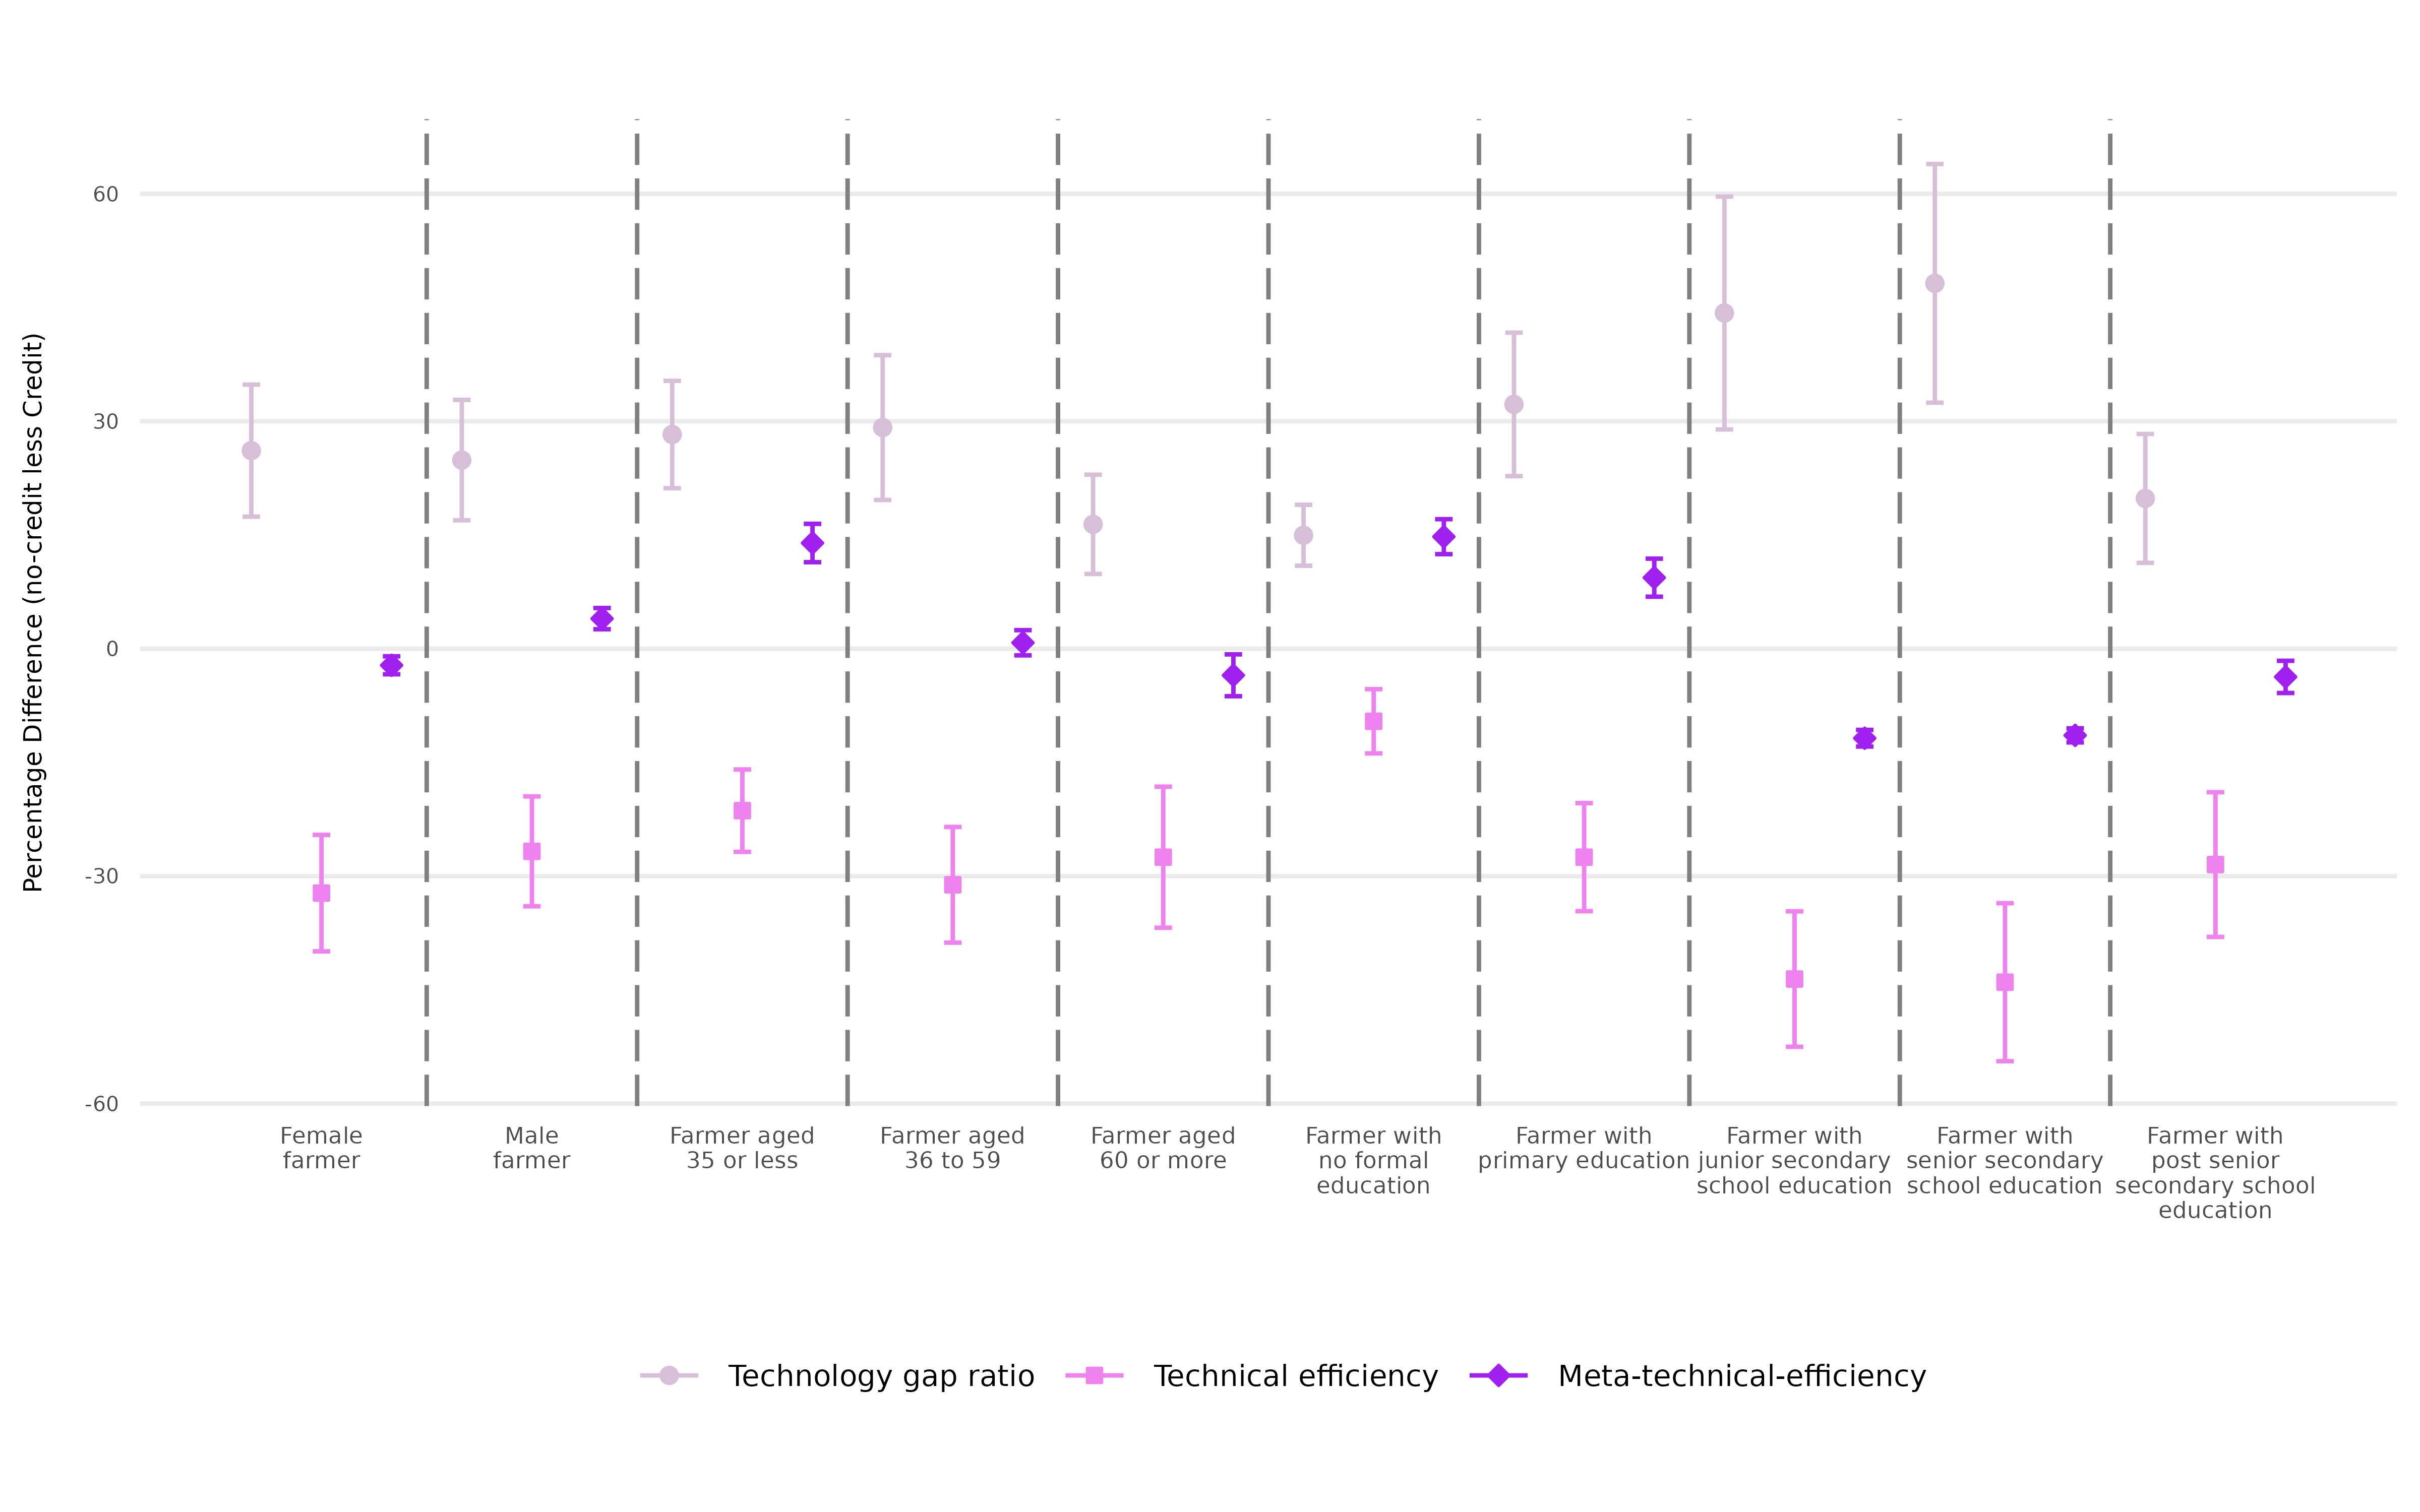 Percentage Difference (no-credit less Credit)
60
30
0
-30
-60
Female
farmer
Male
farmer
Farmer aged
35 or less
Farmer aged
36 to 59
Farmer aged
60 or more
Farmer with
no formal
education
Farmer with
primary education
Farmer with
junior secondary
school education
Farmer with
senior secondary
school education
Farmer with
post senior
secondary school
education
Technology gap ratio
Technical efficiency
Meta-technical-efficiency